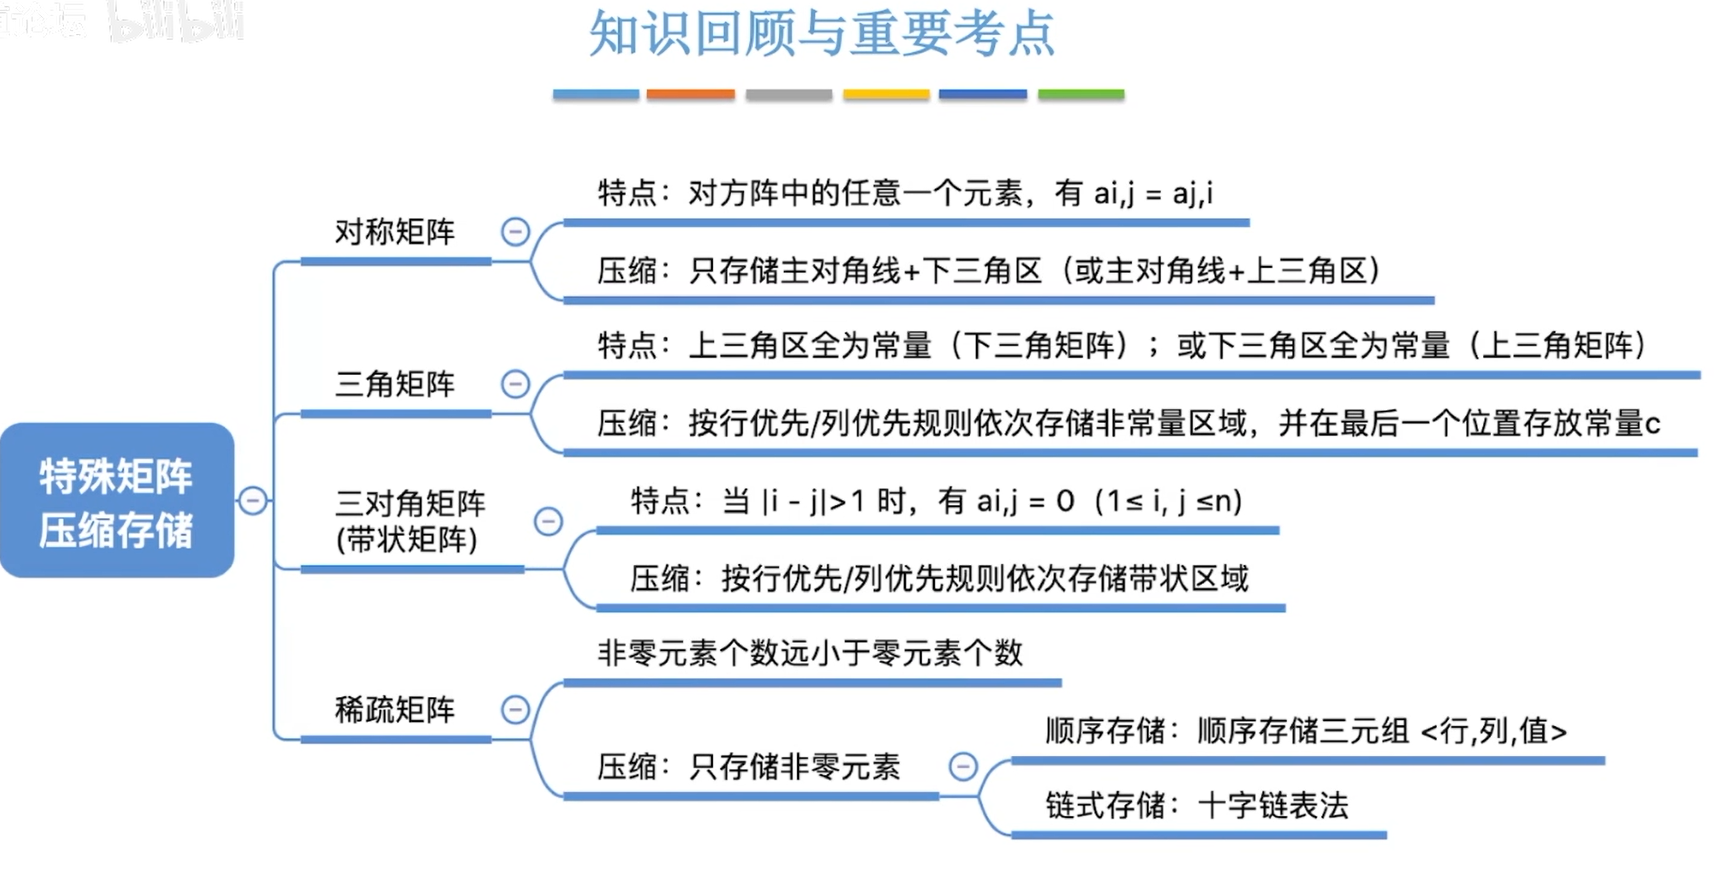 bilibili
知识回顾与重要考点
特殊矩阵
压缩存储
对称矩阵
特点：对方阵中的任意一个元素，有 ai,j = aj,i
压缩：只存储主对角线+下三角区（或主对角线+上三角区）
三角矩阵
特点：上三角区全为常量（下三角矩阵）；或下三角区全为常量（上三角矩阵）
压缩：按行优先/列优先规则依次存储非常量区域，并在最后一个位置存放常量c
三对角矩阵
(带状矩阵)
特点：当 |i - j|>1 时，有 ai,j = 0 (1≤ i, j ≤n)
压缩：按行优先/列优先规则依次存储带状区域
稀疏矩阵
非零元素个数远小于零元素个数
压缩：只存储非零元素
顺序存储：顺序存储三元组 <行,列,值>
链式存储：十字链表法